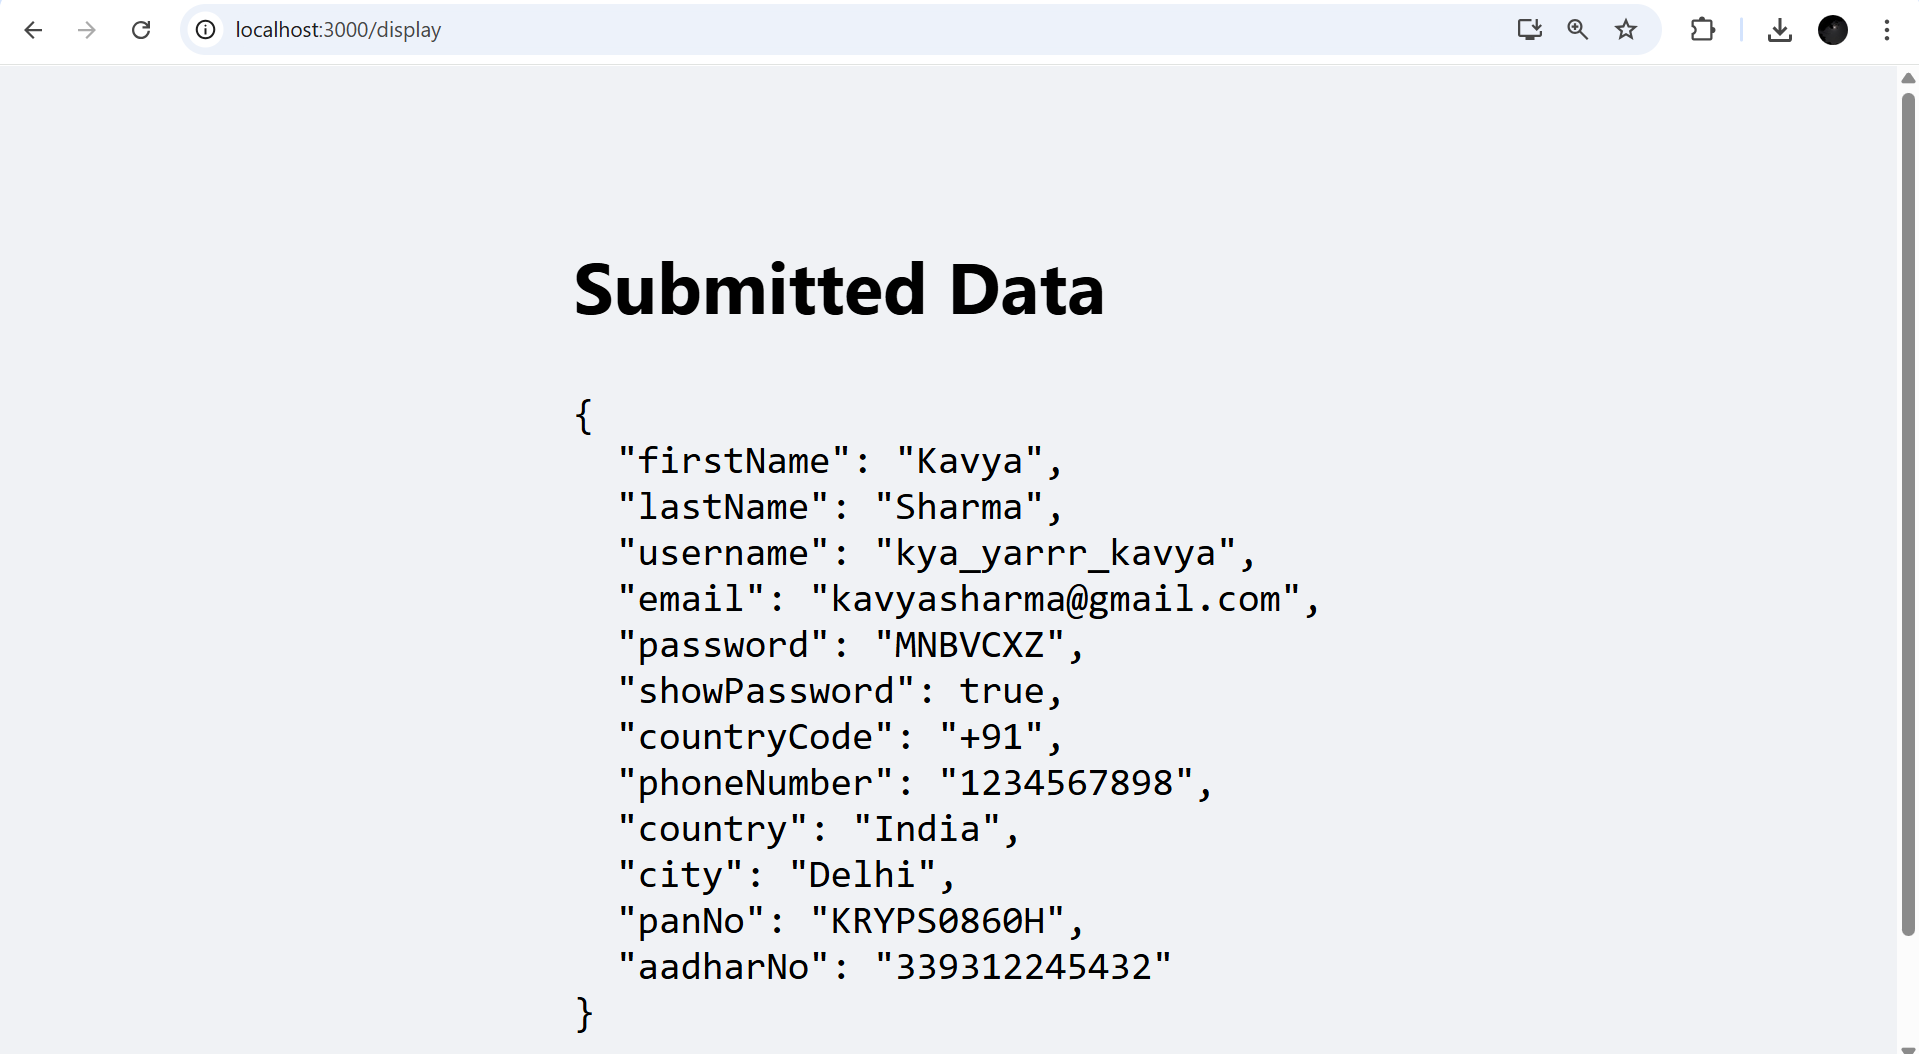 localhost:3000/display
Submitted Data
{
"firstName": "Kavya",
"lastName": "Sharma",
"username": "kya_yarrr_kavya",
"email": "kavyasharma@gmail.com",
"password": "MNBVCXZ",
"showPassword": true,
"countryCode": "+91",
"phoneNumber": "1234567898",
"country": "India",
"city": "Delhi",
"panNo": "KRYPS0860H",
"aadharNo": "339312245432"
}